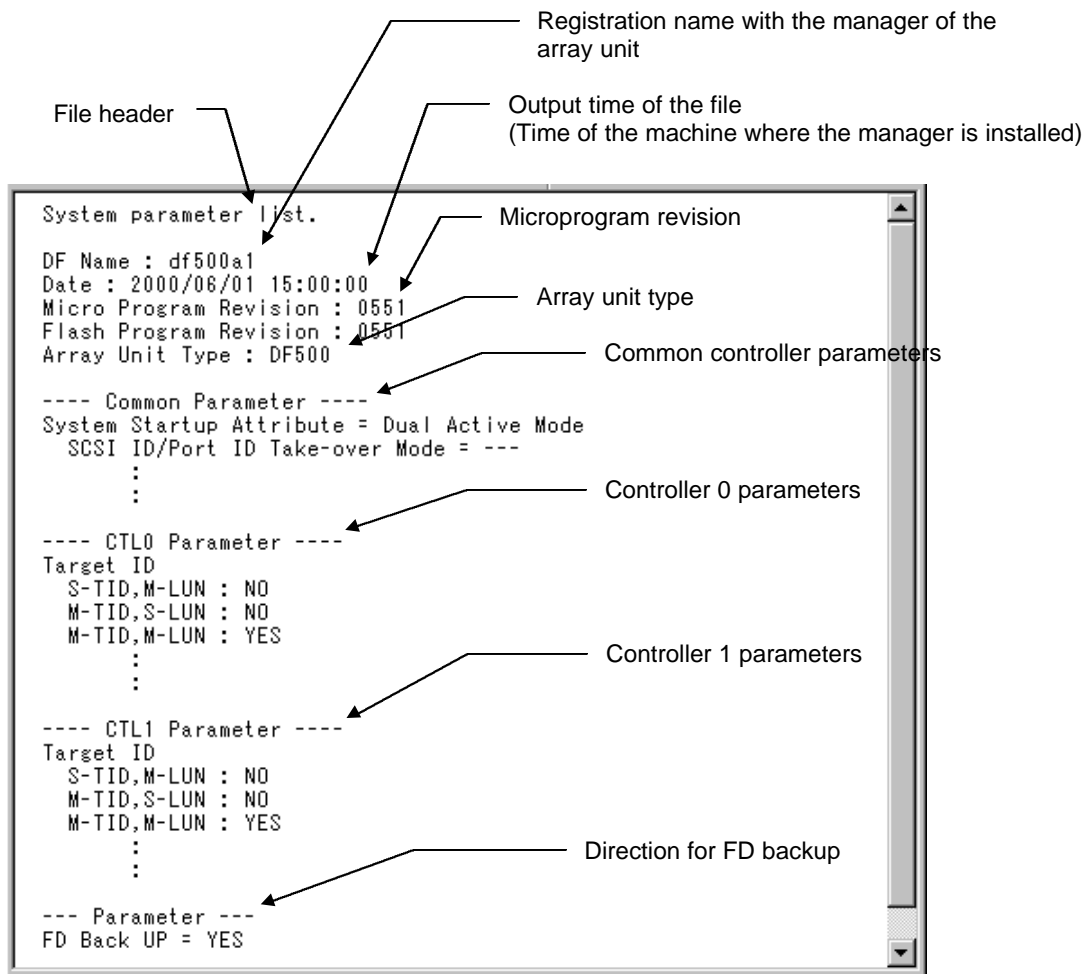 Registration name with the manager of the
array unit
File header
Output time of the file
(Time of the machine where the manager is installed)
System parameter list.
Microprogram revision
DF Name : df500a1
Date : 2000/06/01 15:00:00
Micro Program Revision : 0551
Array unit type
Flash Program Revision : 0551
Array Unit Type : DF500
Common controller parameters
---- Common Parameter ----
System Startup Attribute = Dual Active Mode
SCSI ID/Port ID Take-over Mode = ---
:
:
Controller 0 parameters
---- CTL0 Parameter ----
Target ID
S-TID,M-LUN : NO
M-TID,S-LUN : NO
M-TID,M-LUN : YES
:
:
Controller 1 parameters
---- CTL1 Parameter ----
Target ID
S-TID,M-LUN : NO
M-TID,S-LUN : NO
M-TID,M-LUN : YES
:
:
Direction for FD backup
--- Parameter ---
FD Back UP = YES